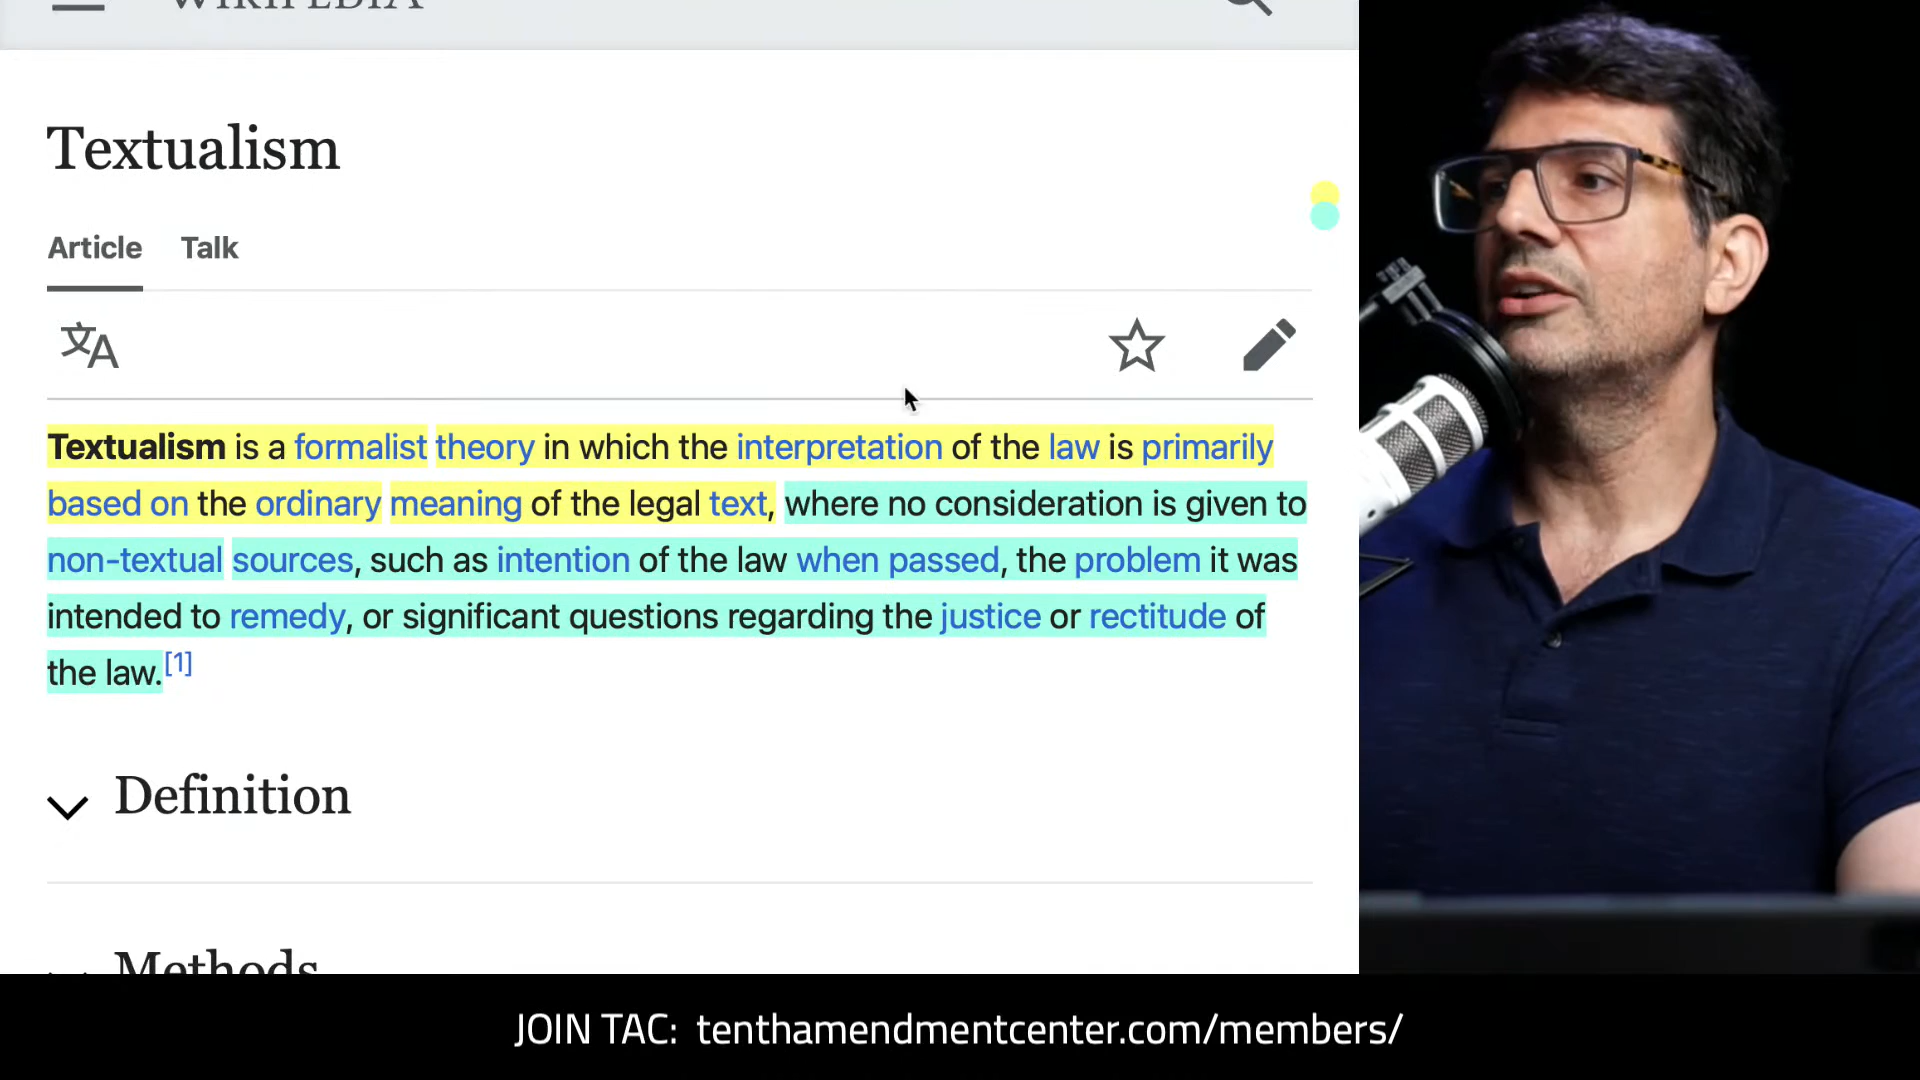 WIKIPEDIA
Textualism
Article Talk
文A
Textualism is a formalist theory in which the interpretation of the law is primarily
based on the ordinary meaning of the legal text, where no consideration is given to
non-textual sources, such as intention of the law when passed, the problem it was
intended to remedy, or significant questions regarding the justice or rectitude of
the law.[1]
Definition
Methods
JOIN TAC: tenthamendmentcenter.com/members/